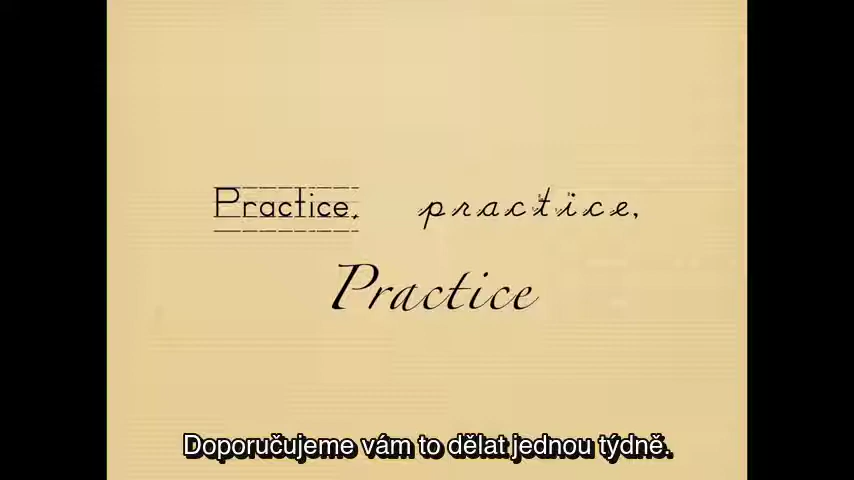 Practice, practice,
Practice
Doporučujeme vám to dělat jednou týdně.